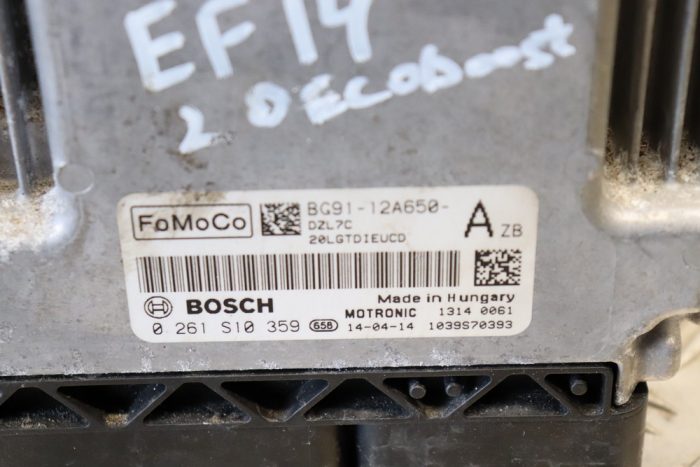 EF14
2.0 ECOBoost
FoMoCo BG91-12A650- A ZB
DZL7C
20LGTDIEUCD
BOSCH Made in Hungary
MOTRONIC 1314 0061
0 261 S10 359 658 14-04-14 1039S70393